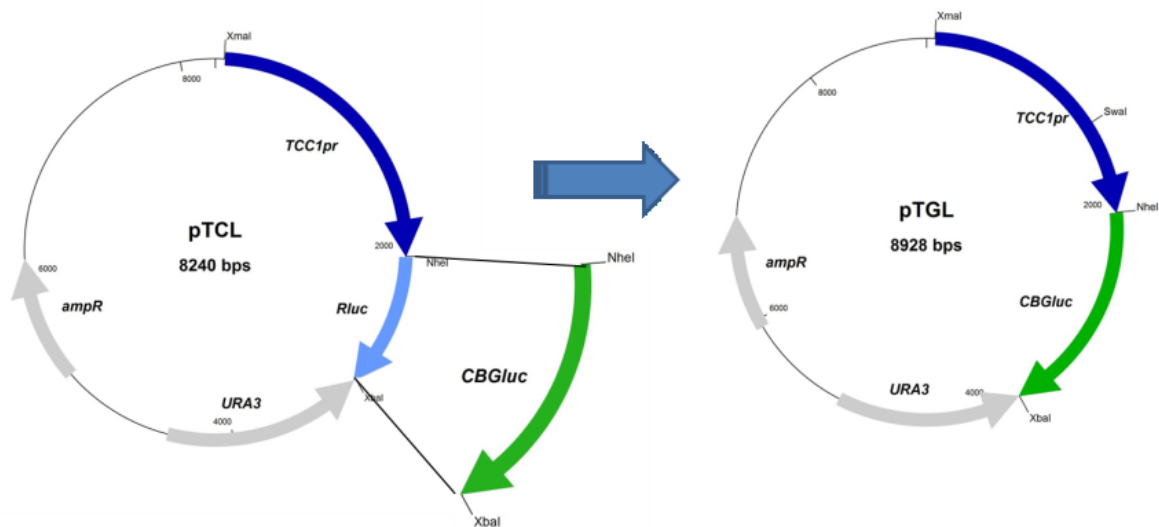 XmaI
8000
TCC1pr
pTCL
8240 bps
2000
NheI
6000
ampR
Rluc
XbaI
URA3
4000
NheI
CBGluc
XbaI
XmaI
8000
TCC1pr
SwaI
2000
NheI
pTGL
8928 bps
ampR
CBGluc
6000
URA3
4000
XbaI